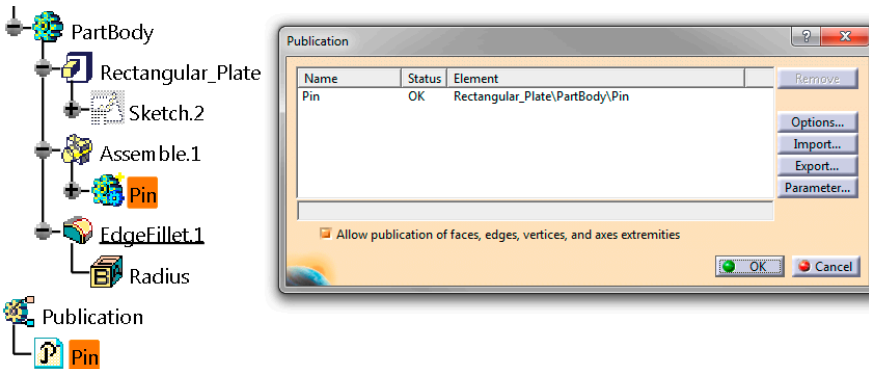 PartBody
Rectangular_Plate
Sketch.2
Assemble.1
Pin
EdgeFillet.1
Radius
Publication
Pin
Publication
Name Status Element
Pin OK Rectangular_Plate\PartBody\Pin
Remove
Options...
Import...
Export...
Parameter...
Allow publication of faces, edges, vertices, and axes extremities
OK Cancel